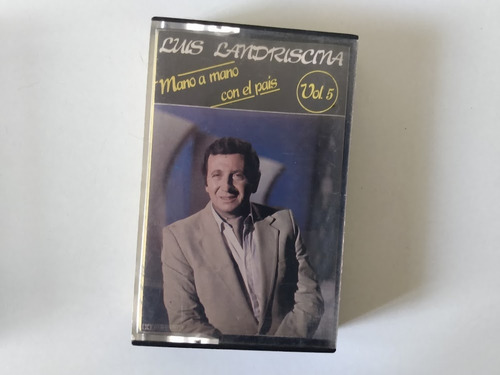 LUIS LANDRISCINA
Mano a mano
con el país
Vol. 5